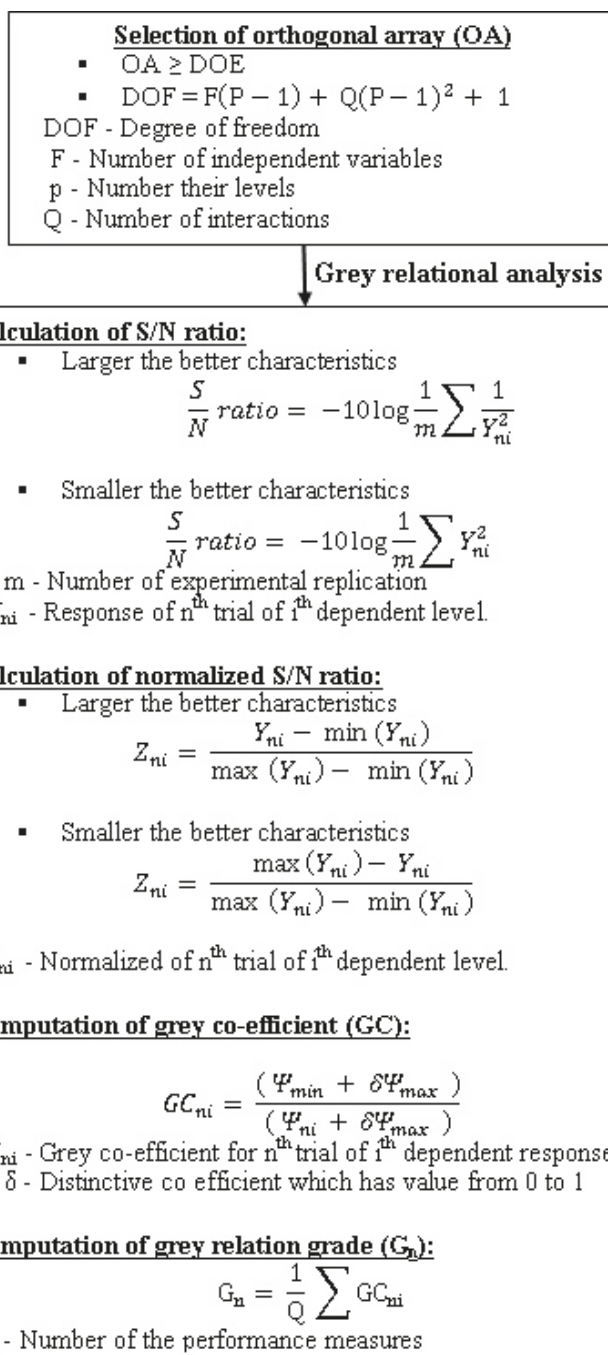 Selection of orthogonal array (OA)
▪ OA ≥ DOE
▪ DOF = F(P − 1) + Q(P − 1)² + 1
DOF - Degree of freedom
F - Number of independent variables
p - Number their levels
Q - Number of interactions
Grey relational analysis
lculation of S/N ratio:
▪ Larger the better characteristics
S/N ratio = −10 log 1/m ∑ 1/Y²ₙᵢ
▪ Smaller the better characteristics
S/N ratio = −10 log 1/m ∑ Y²ₙᵢ
m - Number of experimental replication
ₙᵢ - Response of nᵗʰ trial of iᵗʰ dependent level.
lculation of normalized S/N ratio:
▪ Larger the better characteristics
Zₙᵢ = (Yₙᵢ − min (Yₙᵢ)) / (max (Yₙᵢ) − min (Yₙᵢ))
▪ Smaller the better characteristics
Zₙᵢ = (max (Yₙᵢ) − Yₙᵢ) / (max (Yₙᵢ) − min (Yₙᵢ))
ₙᵢ - Normalized of nᵗʰ trial of iᵗʰ dependent level.
mputation of grey co-efficient (GC):
GCₙᵢ = ( Ψmin + δΨmax ) / ( Ψₙᵢ + δΨmax )
ₙᵢ - Grey co-efficient for nᵗʰ trial of iᵗʰ dependent response
δ - Distinctive co efficient which has value from 0 to 1
mputation of grey relation grade (Gₙ):
Gₙ = 1/Q ∑ GCₙᵢ
- Number of the performance measures